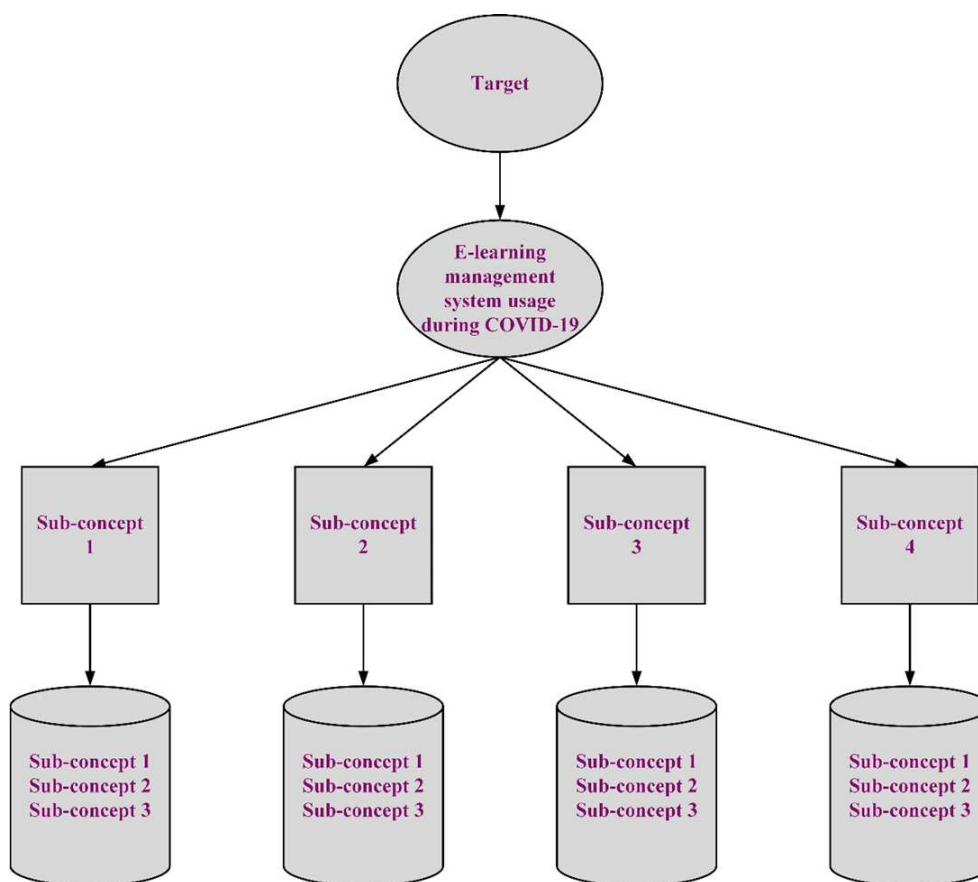 Target
E-learning
management
system usage
during COVID-19
Sub-concept
1
Sub-concept
2
Sub-concept
3
Sub-concept
4
Sub-concept 1
Sub-concept 2
Sub-concept 3
Sub-concept 1
Sub-concept 2
Sub-concept 3
Sub-concept 1
Sub-concept 2
Sub-concept 3
Sub-concept 1
Sub-concept 2
Sub-concept 3